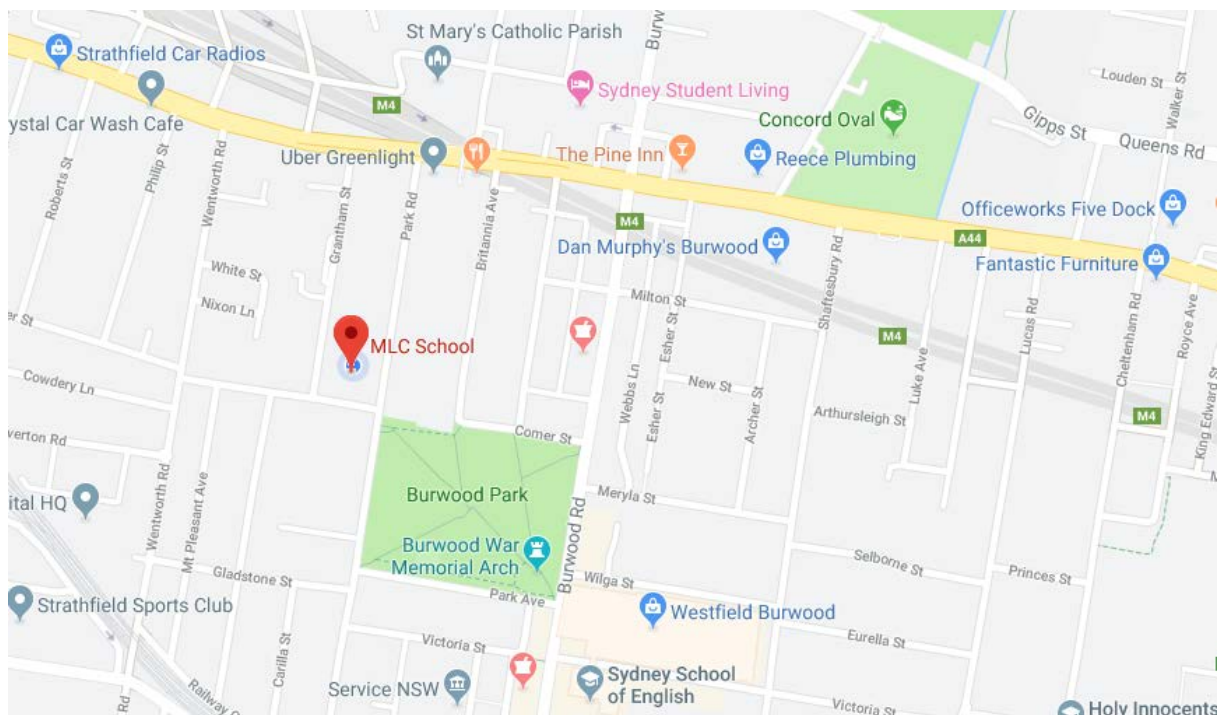 St Mary's Catholic Parish
Burw
Strathfield Car Radios
Louden St
Walker St
Sydney Student Living
M4
Gipps St
Concord Oval
rystal Car Wash Cafe
Queens Rd
Uber Greenlight
The Pine Inn
Reece Plumbing
Roberts St
Philip St
Wentworth Rd
Grantham St
Park Rd
Britannia Ave
M4
Officeworks Five Dock
A44
Dan Murphy's Burwood
Fantastic Furniture
Shaftesbury Rd
White St
Nixon Ln
Milton St
er St
MLC School
M4
Lucas Rd
Cheltenham Rd
Royce Ave
Esher St
Luke Ave
Cowdery Ln
Webbs Ln
New St
Archer St
Arthursleigh St
M4
King Edward St
Esher St
Comer St
verton Rd
M
Wentworth Rd
Mt Pleasant Ave
Burwood Park
Meryla St
ital HQ
Burwood Rd
Burwood War
Memorial Arch
Selborne St
Gladstone St
Wilga St
Princes St
Park Ave
Strathfield Sports Club
Westfield Burwood
Victoria St
Eurella St
Carilla St
Sydney School
of English
Service NSW
Railway
Rd
Victoria St
Holy Innocents